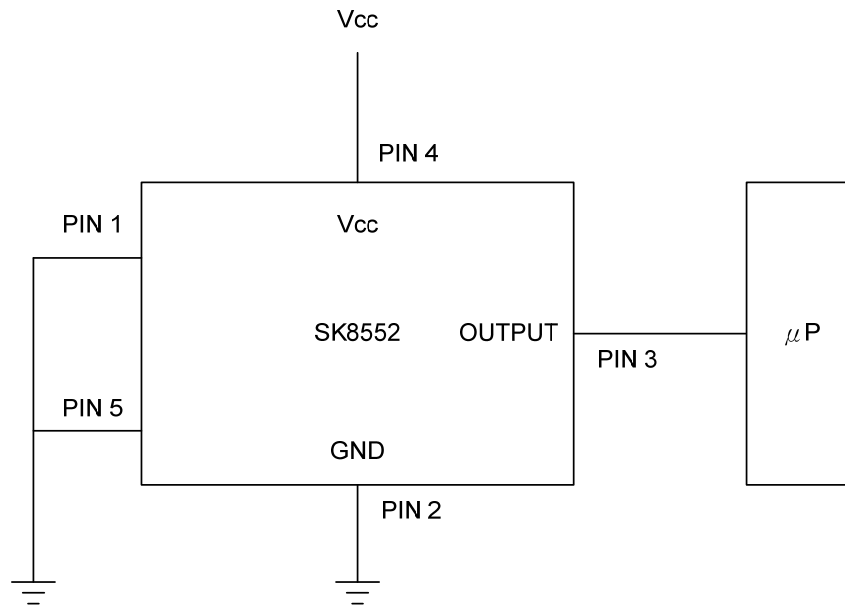 Vcc
PIN 4
PIN 1
Vcc
SK8552
OUTPUT
μP
PIN 3
PIN 5
GND
PIN 2